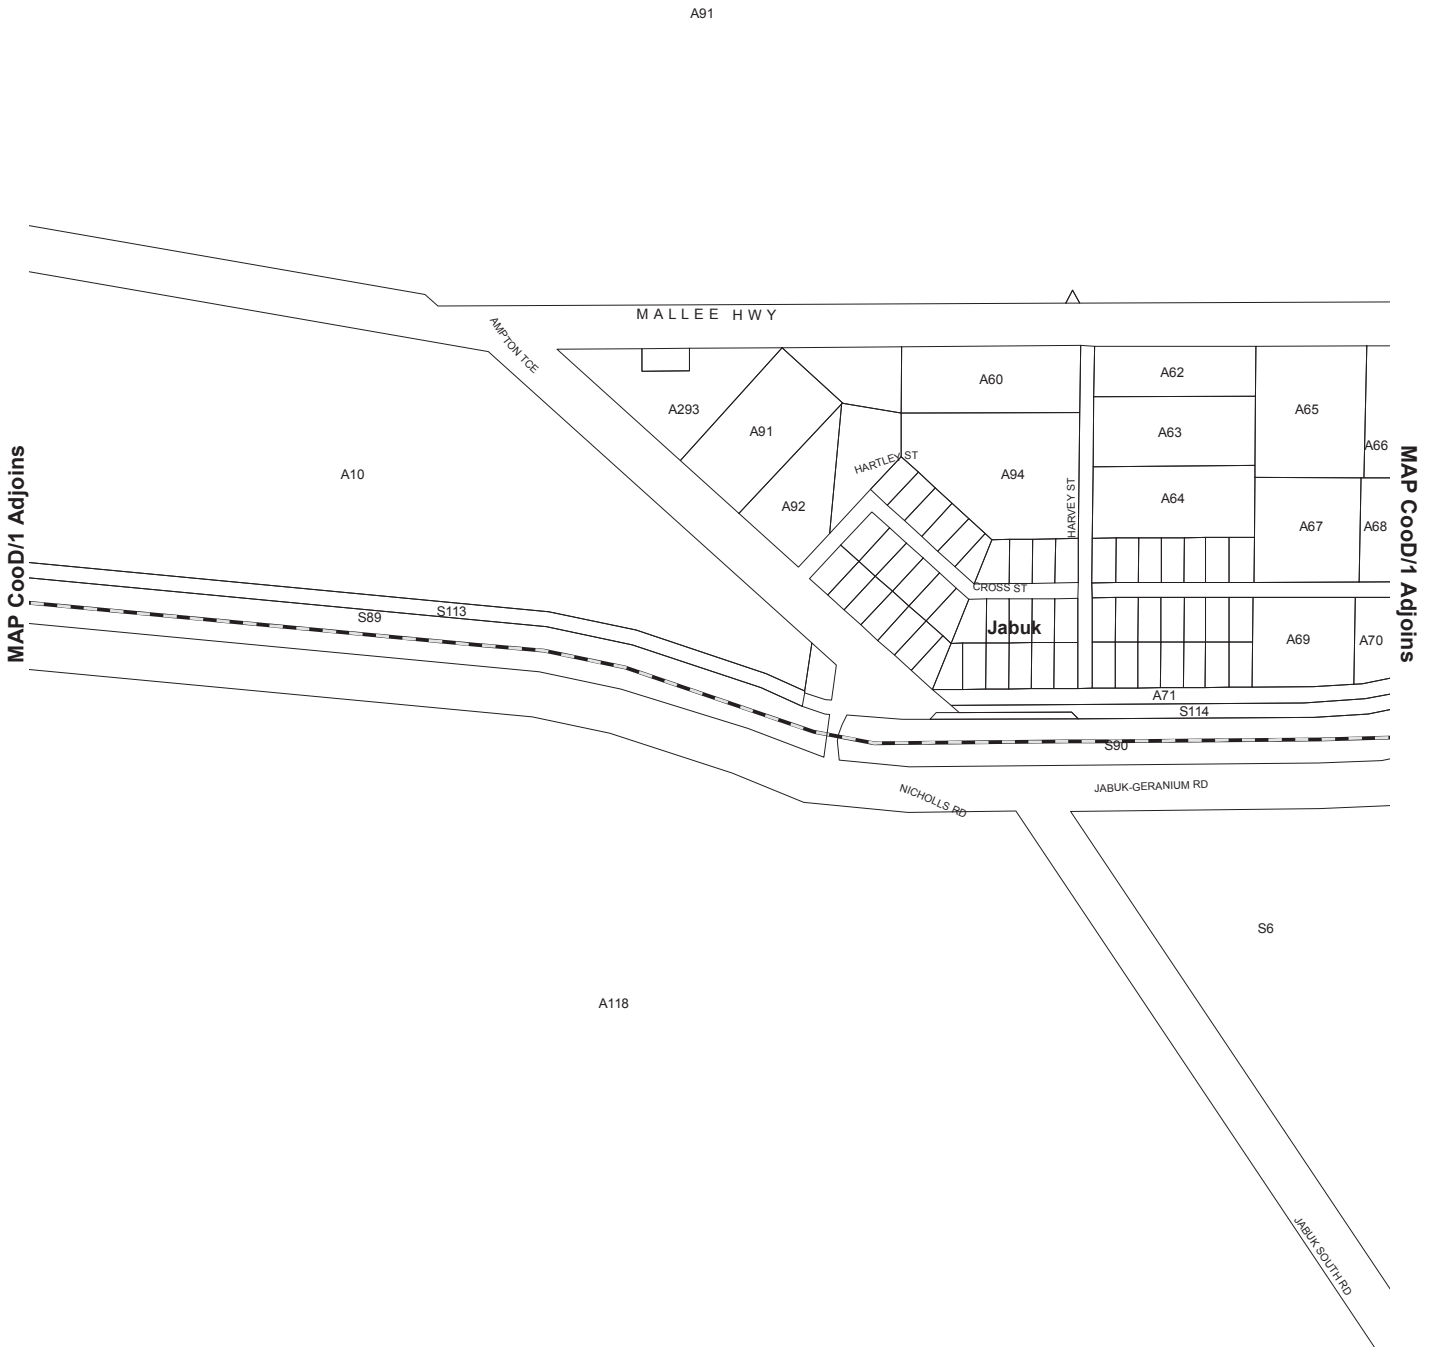 A91
MALLEE HWY
AMPTON TCE
A60
A62
A293
A65
A91
A63
A66
HARTLEY ST
A10
A94
A64
HARVEY ST
A92
A67
A68
MAP CooD/1 Adjoins
MAP CooD/1 Adjoins
CROSS ST
S113
S89
Jabuk
A69
A70
A71
S114
S90
NICHOLLS RD
JABUK-GERANIUM RD
S6
A118
JABUK SOUTH RD